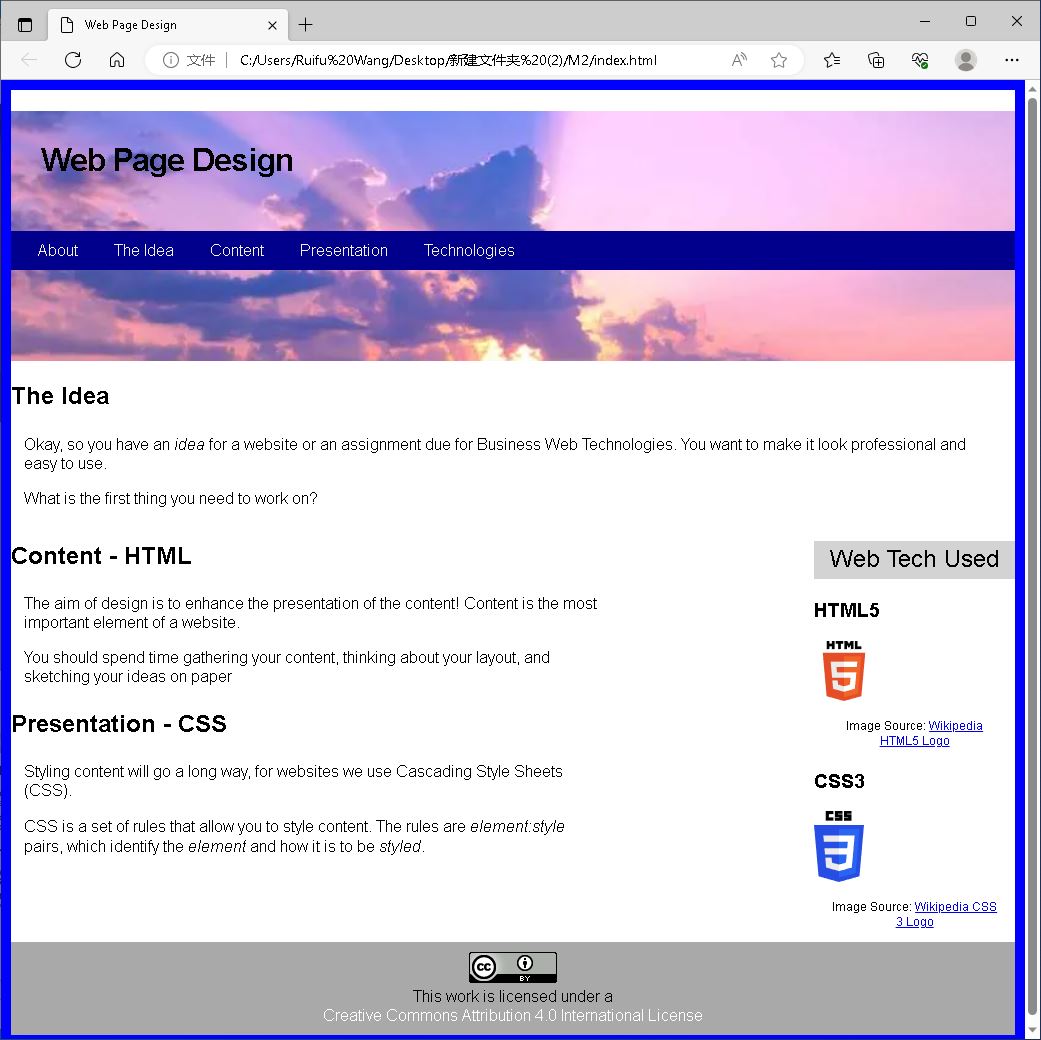 Web Page Design
文件
C:/Users/Ruifu%20Wang/Desktop/新建文件夹%20(2)/M2/index.html
Web Page Design
About The Idea Content Presentation Technologies
The Idea
Okay, so you have an idea for a website or an assignment due for Business Web Technologies. You want to make it look professional and
easy to use.
What is the first thing you need to work on?
Content - HTML
The aim of design is to enhance the presentation of the content! Content is the most
important element of a website.
You should spend time gathering your content, thinking about your layout, and
sketching your ideas on paper
Presentation - CSS
Styling content will go a long way, for websites we use Cascading Style Sheets
(CSS).
CSS is a set of rules that allow you to style content. The rules are element:style
pairs, which identify the element and how it is to be styled.
Web Tech Used
HTML5
HTML
5
Image Source: Wikipedia
HTML5 Logo
CSS3
CSS
3
Image Source: Wikipedia CSS
3 Logo
cc
BY
This work is licensed under a
Creative Commons Attribution 4.0 International License